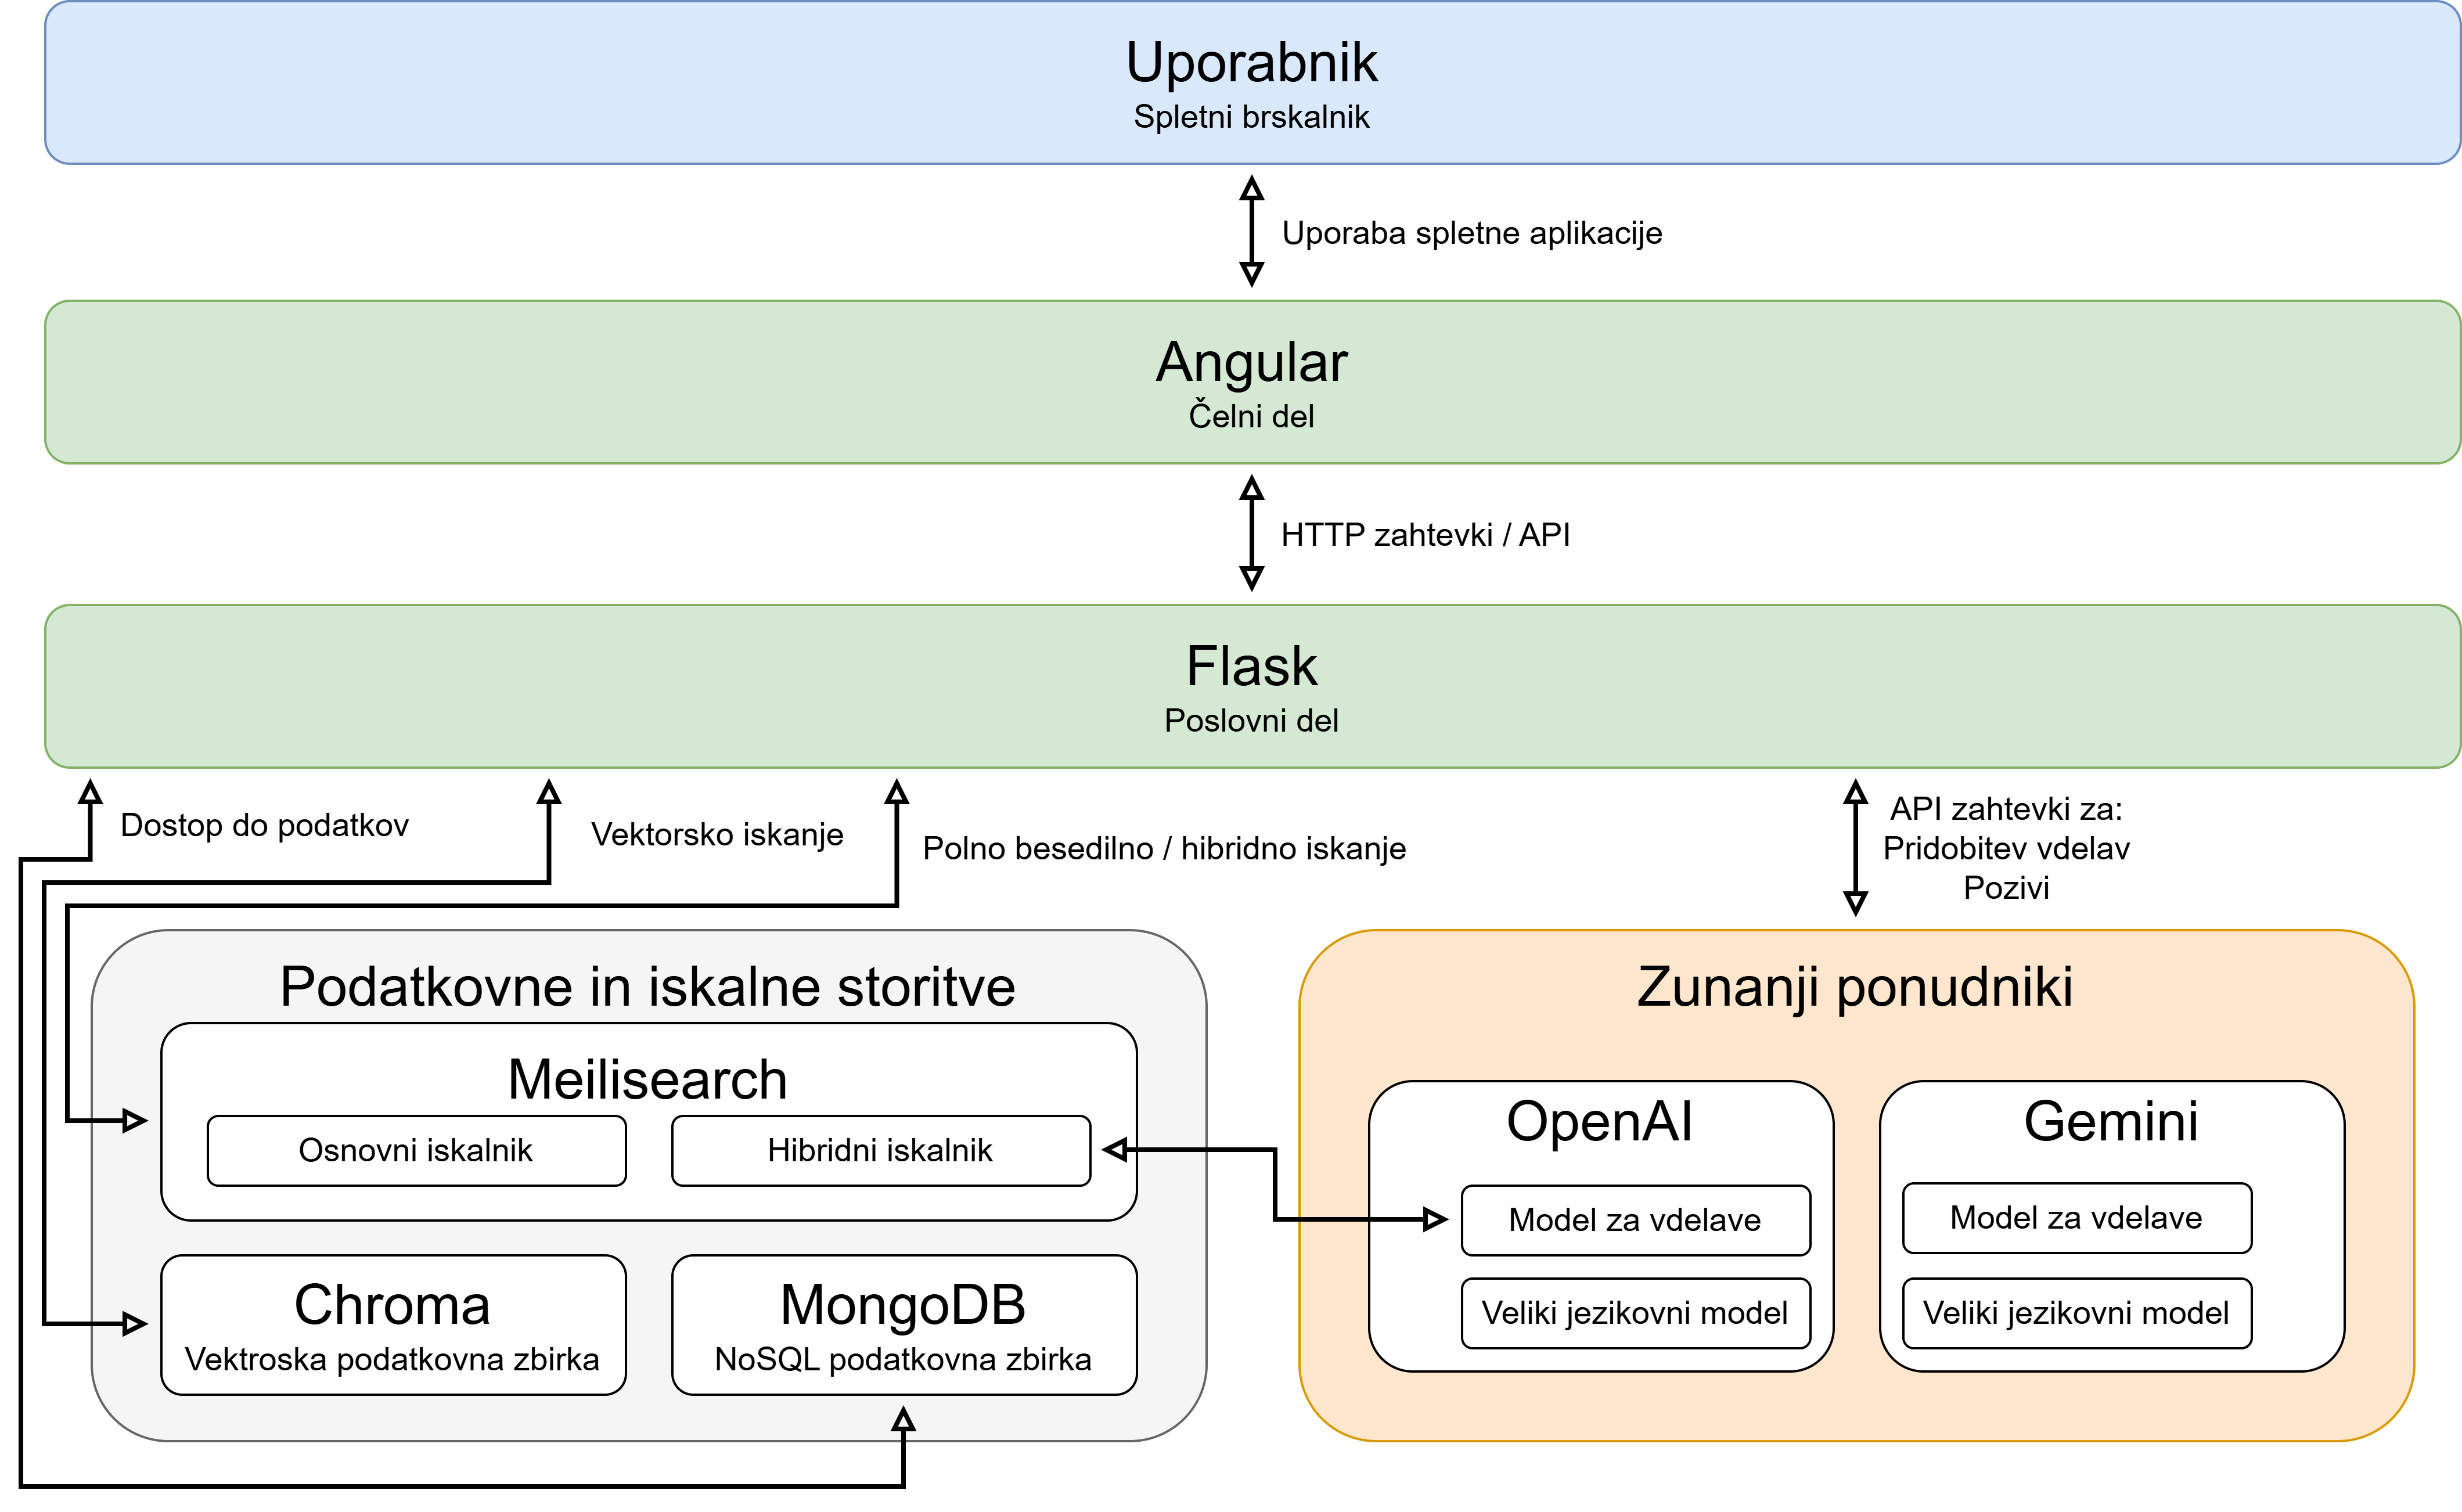 Uporabnik
Spletni brskalnik
Uporaba spletne aplikacije
Angular
Čelni del
HTTP zahtevki / API
Flask
Poslovni del
Dostop do podatkov
Vektorsko iskanje
Polno besedilno / hibridno iskanje
API zahtevki za:
Pridobitev vdelav
Pozivi
Podatkovne in iskalne storitve
Meilisearch
Osnovni iskalnik
Hibridni iskalnik
Chroma
Vektroska podatkovna zbirka
MongoDB
NoSQL podatkovna zbirka
Zunanji ponudniki
OpenAI
Model za vdelave
Veliki jezikovni model
Gemini
Model za vdelave
Veliki jezikovni model